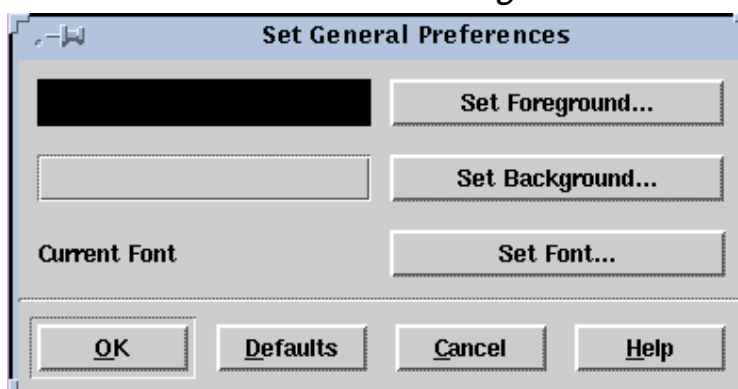 Set General Preferences
Set Foreground...
Set Background...
Current Font Set Font...
OK Defaults Cancel Help